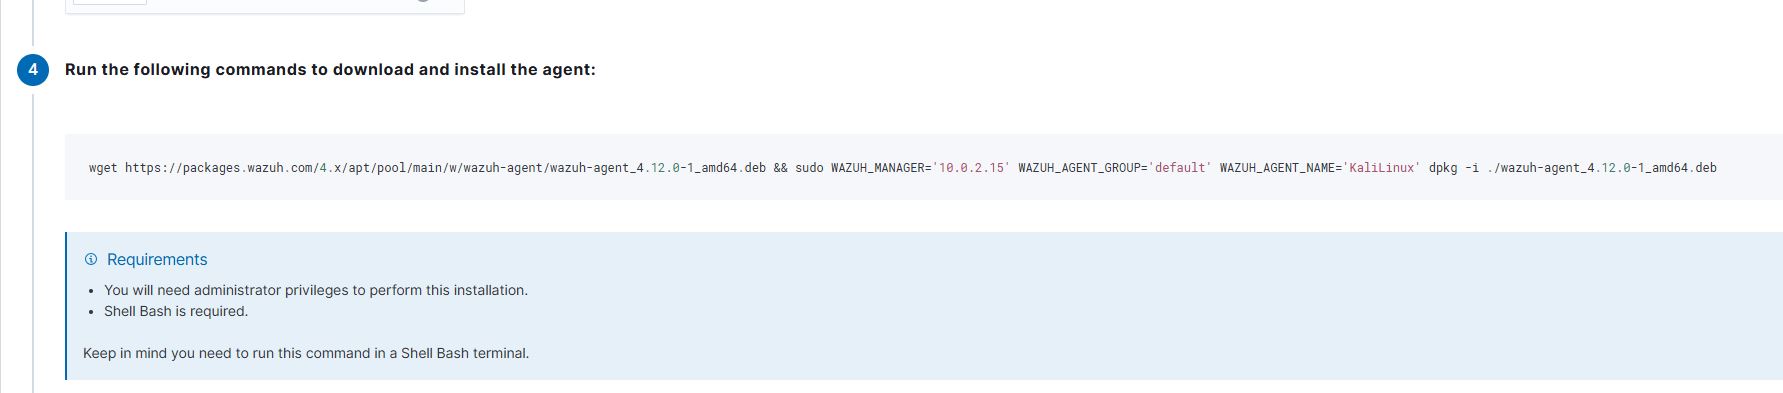 4
Run the following commands to download and install the agent:
wget https://packages.wazuh.com/4.x/apt/pool/main/w/wazuh-agent/wazuh-agent_4.12.0-1_amd64.deb && sudo WAZUH_MANAGER='10.0.2.15' WAZUH_AGENT_GROUP='default' WAZUH_AGENT_NAME='KaliLinux' dpkg -i ./wazuh-agent_4.12.0-1_amd64.deb
Requirements
• You will need administrator privileges to perform this installation.
• Shell Bash is required.
Keep in mind you need to run this command in a Shell Bash terminal.